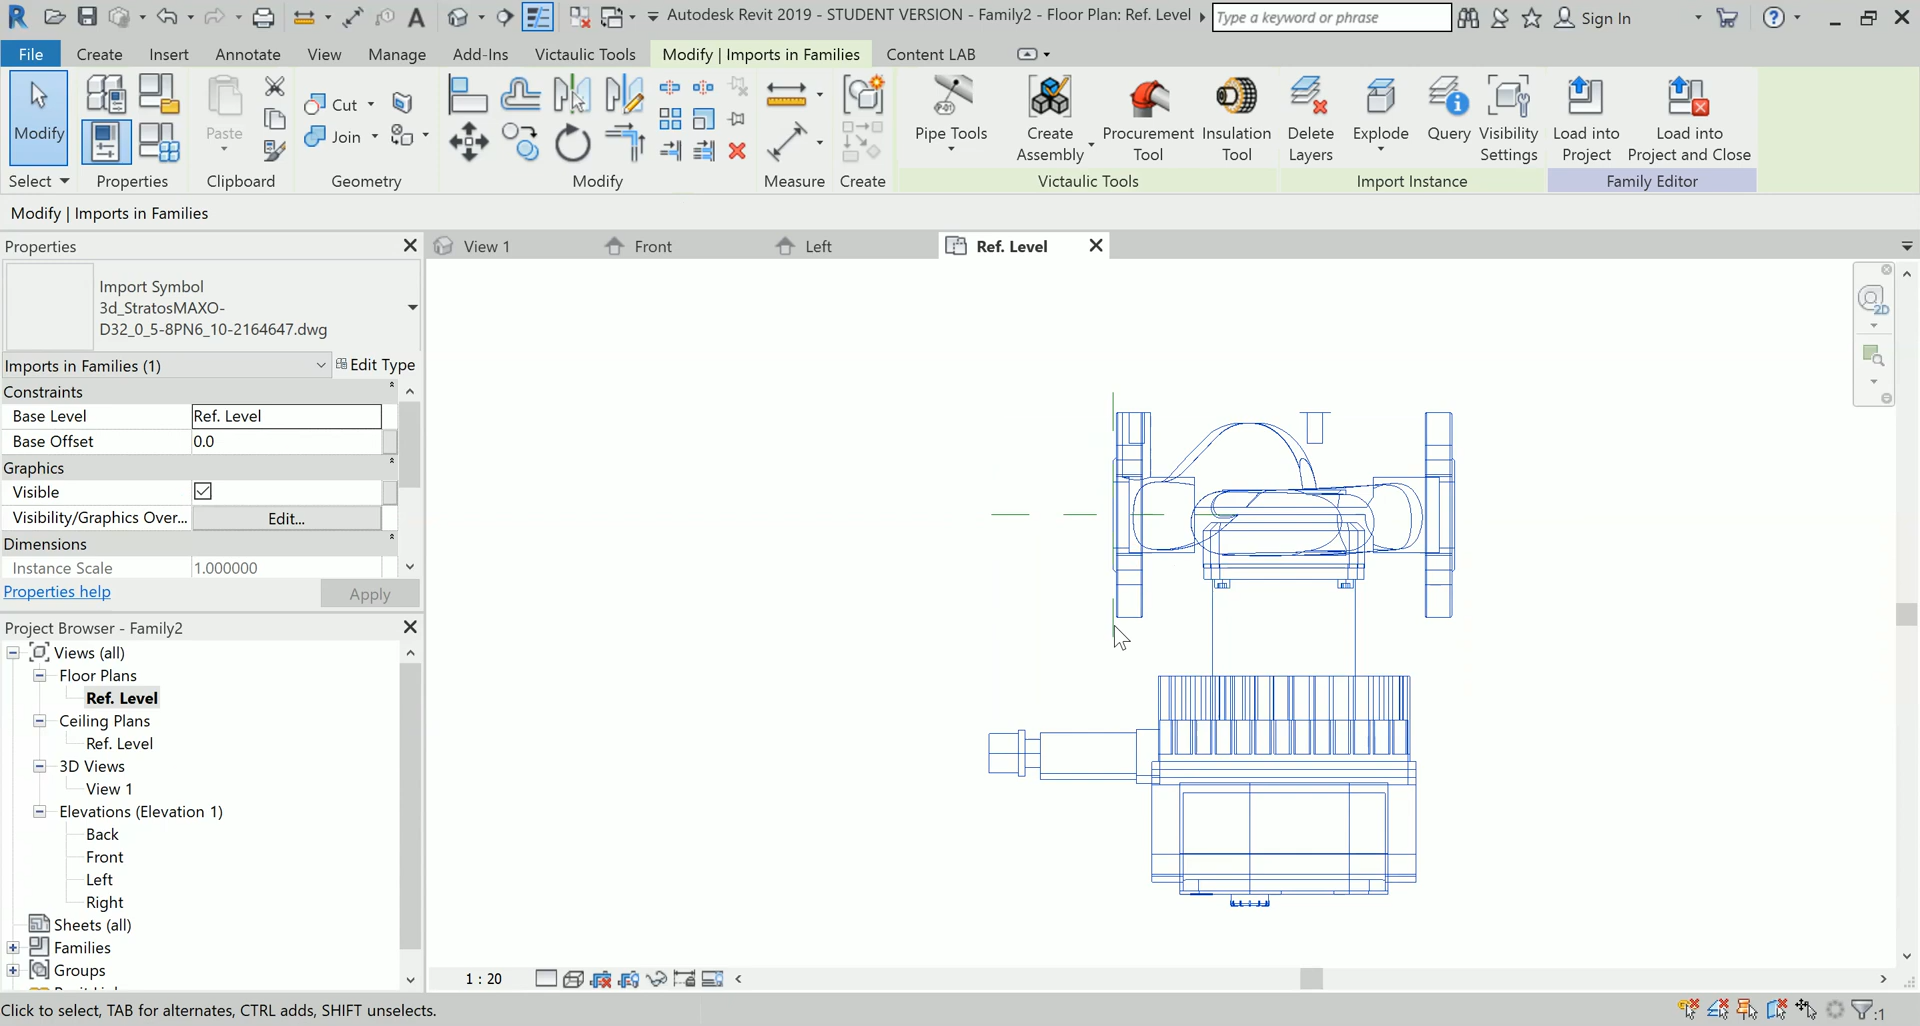 Autodesk Revit 2019 - STUDENT VERSION - Family2 - Floor Plan: Ref. Level
Type a keyword or phrase
Sign In
File
Create
Insert
Annotate
View
Manage
Add-Ins
Victaulic Tools
Modify | Imports in Families
Content LAB
Modify
Paste
Cut
Join
Pipe Tools
Create Assembly
Procurement Tool
Insulation Tool
Delete Layers
Explode
Query
Visibility Settings
Load into Project
Load into Project and Close
Select
Properties
Clipboard
Geometry
Modify
Measure
Create
Victaulic Tools
Import Instance
Family Editor
Modify | Imports in Families
Properties
View 1
Front
Left
Ref. Level
Import Symbol
3d_StratosMAXO-
D32_0_5-8PN6_10-2164647.dwg
Imports in Families (1)
Edit Type
Constraints
Base Level
Ref. Level
Base Offset
0.0
Graphics
Visible
Visibility/Graphics Over...
Edit...
Dimensions
Instance Scale
1.000000
Properties help
Apply
Project Browser - Family2
Views (all)
Floor Plans
Ref. Level
Ceiling Plans
Ref. Level
3D Views
View 1
Elevations (Elevation 1)
Back
Front
Left
Right
Sheets (all)
Families
Groups
2D
1 : 20
Click to select, TAB for alternates, CTRL adds, SHIFT unselects.
:1